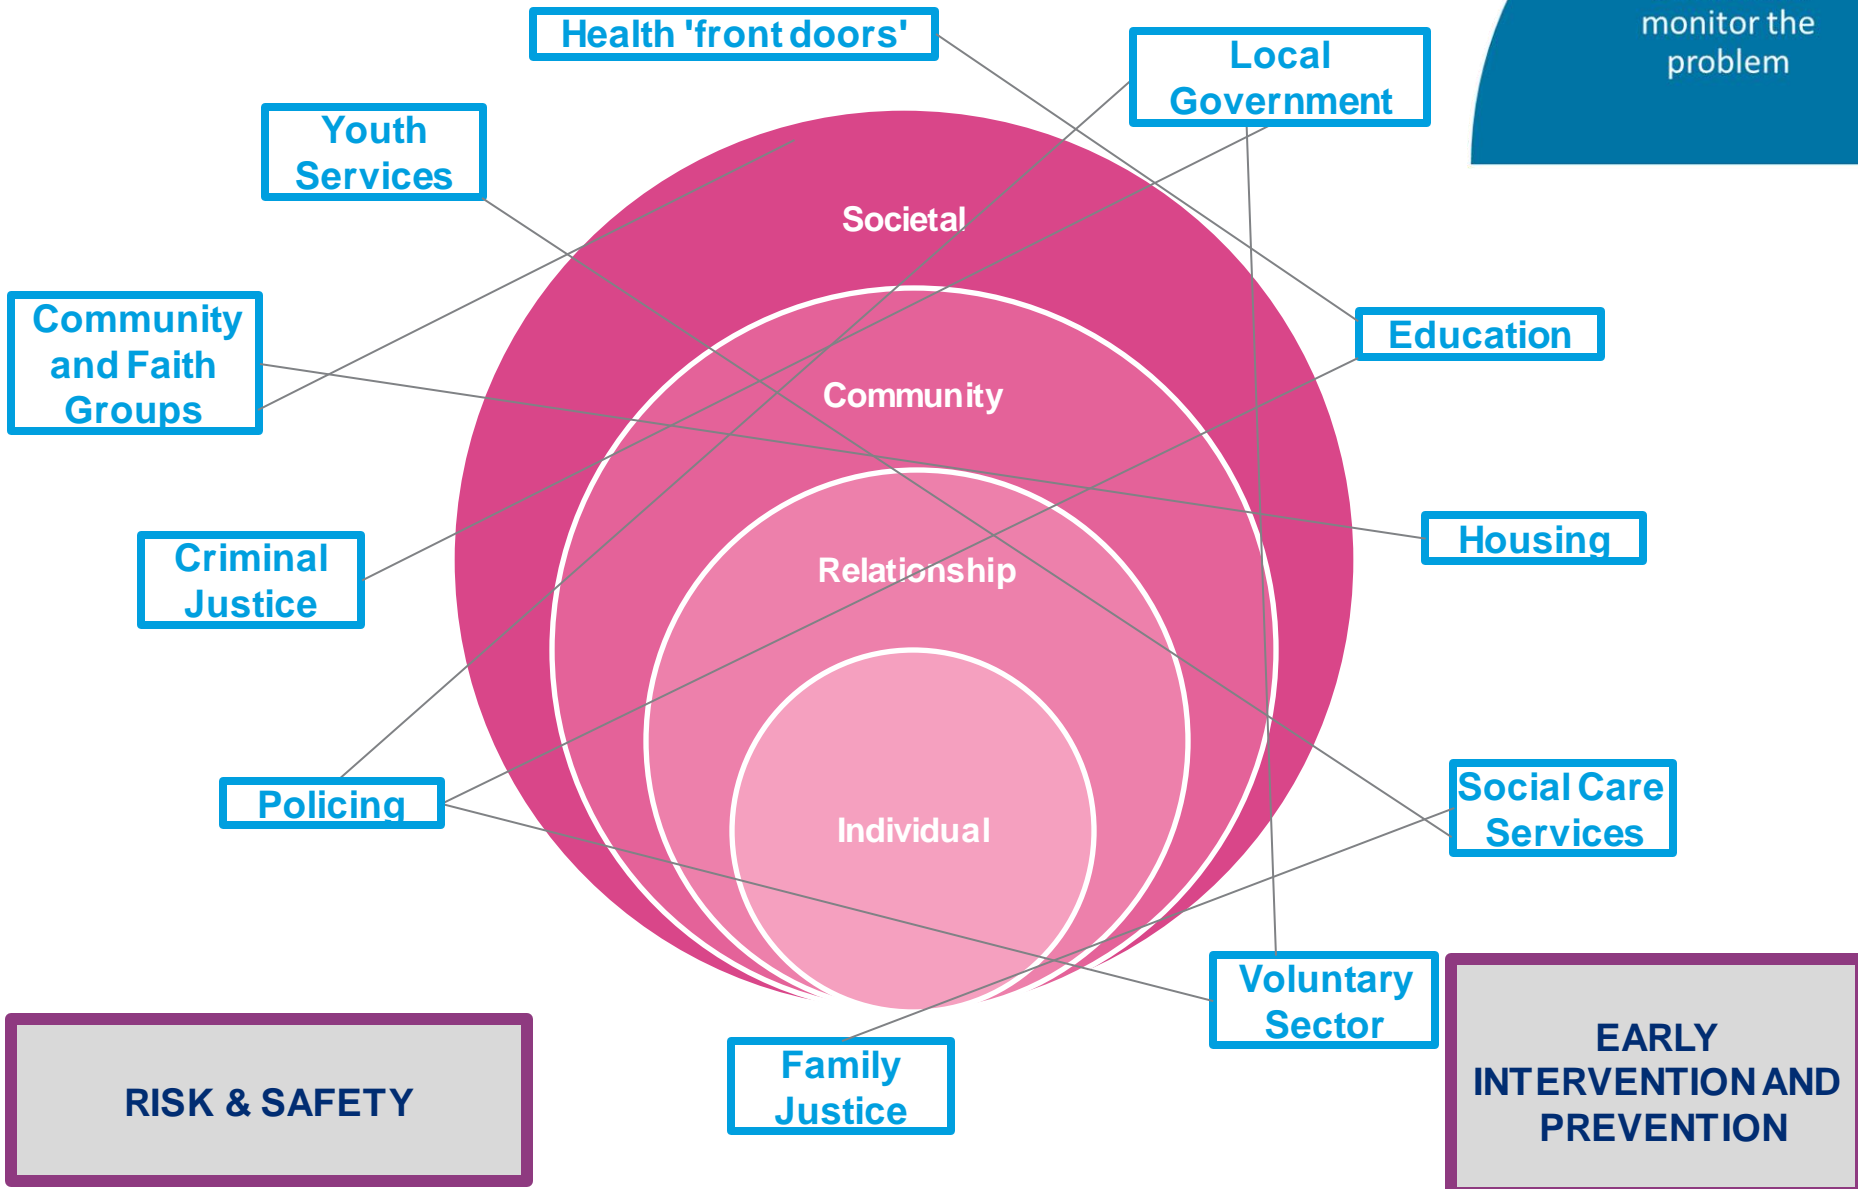 Health 'front doors'
Local
Government
monitor the
problem
Youth
Services
Societal
Community
and Faith
Groups
Education
Community
Criminal
Justice
Housing
Relationship
Policing
Individual
Social Care
Services
Voluntary
Sector
Family
Justice
RISK & SAFETY
EARLY
INTERVENTION AND
PREVENTION